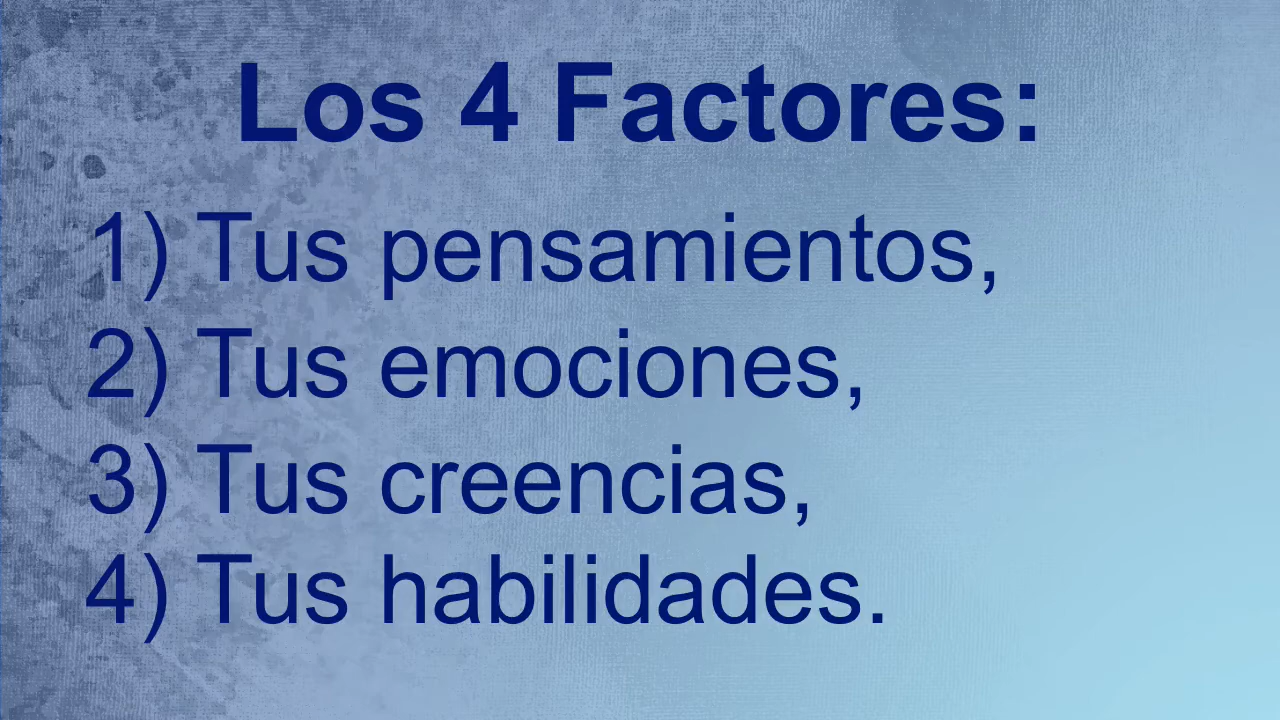 Los 4 Factores:
1) Tus pensamientos,
2) Tus emociones,
3) Tus creencias,
4) Tus habilidades.